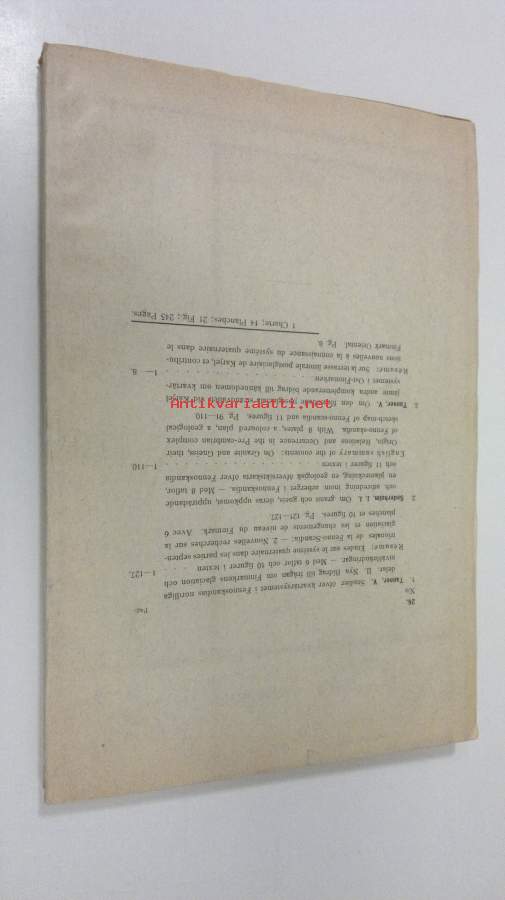 Pag.
26.
No
1. Tanner, V. Studier öfver kvartärsystemet i Fennoskandias nordliga
delar. II. Nya bidrag till frågan om Finnmarkens glaciation och
nivåförändringar. — Med 6 taflor och 10 figurer i texten . . . . 1—127.
Résumé: Études sur le système quaternaire dans les parties septen-
trionales de la Fenno-Scandia. — 2. Nouvelles recherches sur la
glaciation et les changements de niveau du Finmark. Avec 6
planches et 10 figures. Pg. 121—127.
2. Sederholm, I. I. Om granit och gneis, deras uppkomst, uppträdande
och utbredning inom urberget i Fennoskandia. — Med 8 taflor,
en planteckning, en geologisk öfversiktskarta öfver Fennoskandia
och 11 figurer i texten . . . . 1—110.
English summary of the contents: On Granite and Gneiss, their
Origin, Relations and Occurrence in the Pre-cambrian complex
of Fenno-skandia. With 8 plates, a coloured plan, a geological
sketch-map of Fenno-scandia and 11 figures. Pg. 91—110.
3. Tanner, V. Om den
jämte andra komplementerande bidrag till kännedomen om kvartär-
systemet i Ost-Finnmarken . . . . 1—8.
Résumé: Sur la terrasse littorale postglaciaire de Karjel, et contribu-
tions nouvelles à la connaissance du système quaternaire dans le
Finmark Oriental. Pg. 8.
1 Charte; 14 Planches; 21 Fig.; 245 Pages.
Antikvariaatti.net